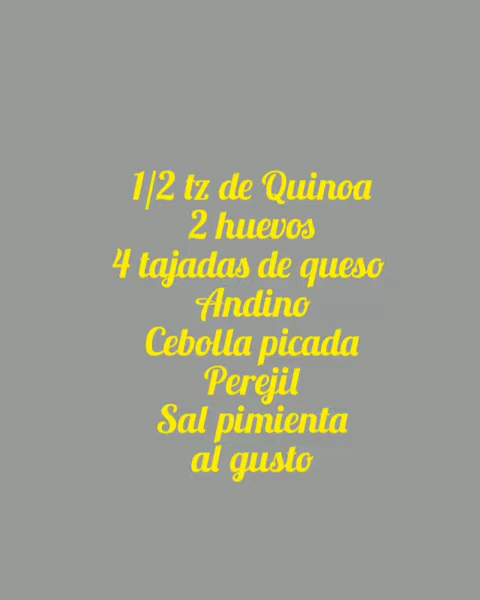 1/2 tz de Quinoa
2 huevos
4 tajadas de queso
Andino
Cebolla picada
Perejil
Sal pimienta
al gusto